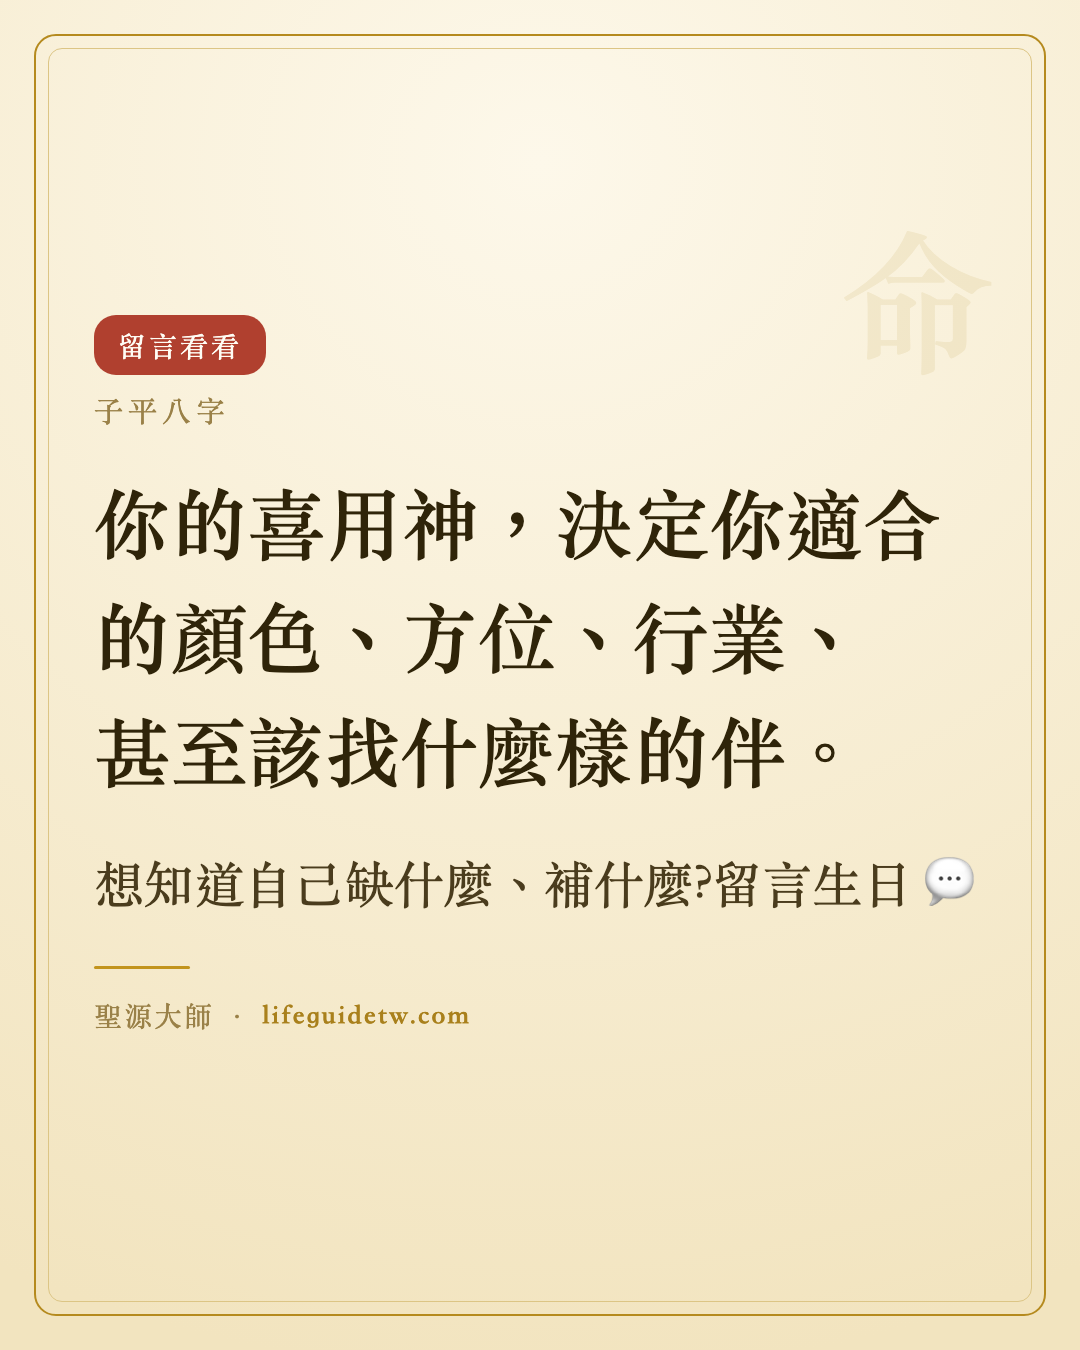 命
留言看看
子平八字
你的喜用神，決定你適合
的顏色、方位、行業、
甚至該找什麼樣的伴。
想知道自己缺什麼、補什麼?留言生日 💬
聖源大師 · lifeguidetw.com